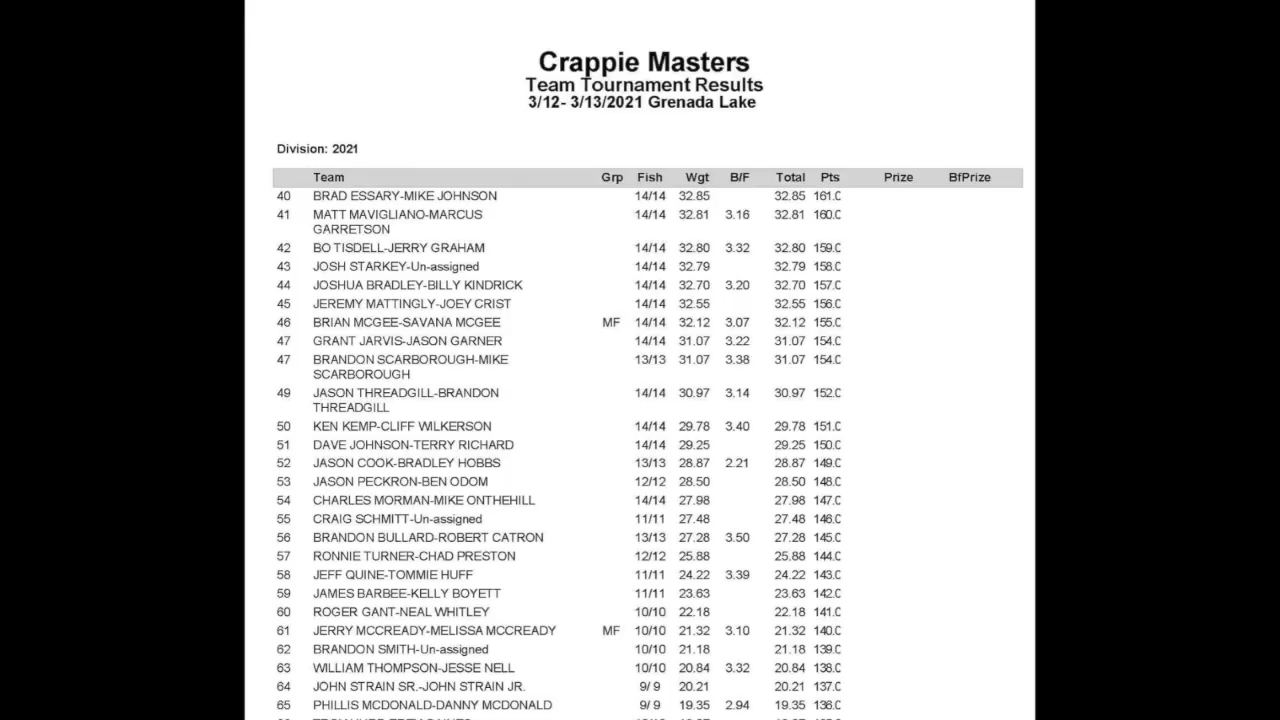 Crappie Masters
Team Tournament Results
3/12- 3/13/2021 Grenada Lake
Division: 2021
Team Grp Fish Wgt B/F Total Pts Prize BfPrize
40 BRAD ESSARY-MIKE JOHNSON 14/14 32.85 32.85 161.0
41 MATT MAVIGLIANO-MARCUS 14/14 32.81 3.16 32.81 160.0
GARRETSON
42 BO TISDELL-JERRY GRAHAM 14/14 32.80 3.32 32.80 159.0
43 JOSH STARKEY-Un-assigned 14/14 32.79 32.79 158.0
44 JOSHUA BRADLEY-BILLY KINDRICK 14/14 32.70 3.20 32.70 157.0
45 JEREMY MATTINGLY-JOEY CRIST 14/14 32.55 32.55 156.0
46 BRIAN MCGEE-SAVANA MCGEE MF 14/14 32.12 3.07 32.12 155.0
47 GRANT JARVIS-JASON GARNER 14/14 31.07 3.22 31.07 154.0
47 BRANDON SCARBOROUGH-MIKE 13/13 31.07 3.38 31.07 154.0
SCARBOROUGH
49 JASON THREADGILL-BRANDON 14/14 30.97 3.14 30.97 152.0
THREADGILL
50 KEN KEMP-CLIFF WILKERSON 14/14 29.78 3.40 29.78 151.0
51 DAVE JOHNSON-TERRY RICHARD 14/14 29.25 29.25 150.0
52 JASON COOK-BRADLEY HOBBS 13/13 28.87 2.21 28.87 149.0
53 JASON PECKRON-BEN ODOM 12/12 28.50 28.50 148.0
54 CHARLES MORMAN-MIKE ONTHEHILL 14/14 27.98 27.98 147.0
55 CRAIG SCHMITT-Un-assigned 11/11 27.48 27.48 146.0
56 BRANDON BULLARD-ROBERT CATRON 13/13 27.28 3.50 27.28 145.0
57 RONNIE TURNER-CHAD PRESTON 12/12 25.88 25.88 144.0
58 JEFF QUINE-TOMMIE HUFF 11/11 24.22 3.39 24.22 143.0
59 JAMES BARBEE-KELLY BOYETT 11/11 23.63 23.63 142.0
60 ROGER GANT-NEAL WHITLEY 10/10 22.18 22.18 141.0
61 JERRY MCCREADY-MELISSA MCCREADY MF 10/10 21.32 3.10 21.32 140.0
62 BRANDON SMITH-Un-assigned 10/10 21.18 21.18 139.0
63 WILLIAM THOMPSON-JESSE NELL 10/10 20.84 3.32 20.84 138.0
64 JOHN STRAIN SR.-JOHN STRAIN JR. 9/ 9 20.21 20.21 137.0
65 PHILLIS MCDONALD-DANNY MCDONALD 9/ 9 19.35 2.94 19.35 136.0